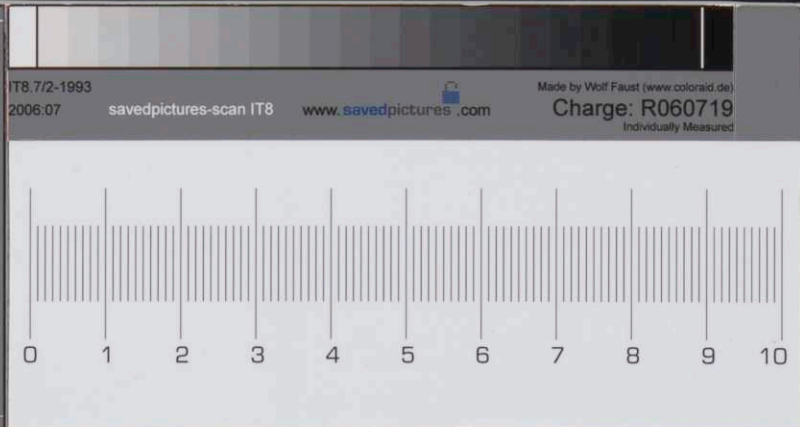 IT8.7/2-1993
Made by Wolf Faust (www.coloraid.de)
2006:07 savedpictures-scan IT8 www.savedpictures.com Charge: R060719
Individually Measured
0 1 2 3 4 5 6 7 8 9 10